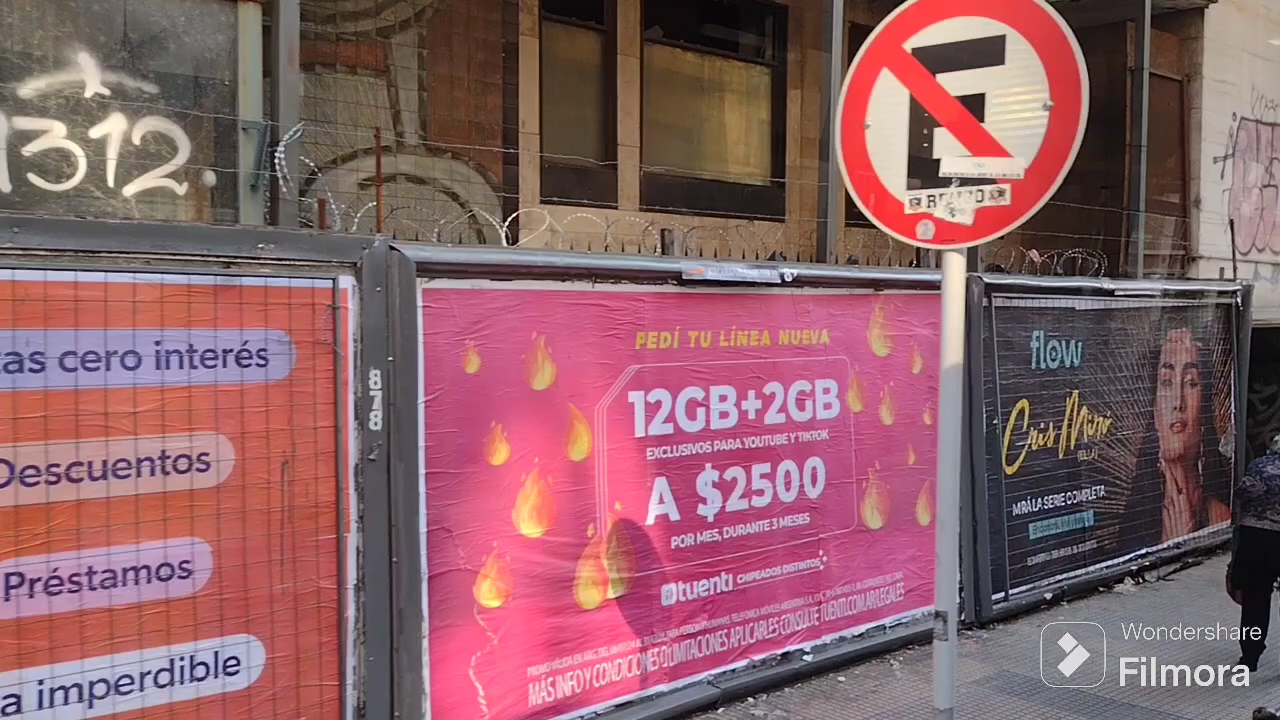 1312.
tas cero interés
Descuentos
Préstamos
a imperdible
878
PEDÍ TU LÍNEA NUEVA
12GB+2GB
EXCLUSIVOS PARA YOUTUBE Y TIKTOK
A $2500
POR MES, DURANTE 3 MESES
tuenti CHIPEADOS DISTINTOS
MÁS INFO Y CONDICIONES O LIMITACIONES APLICABLES CONSULTE TUENTI.COM.AR/LEGALES
E
flow
Cris Miró
(ELLA)
MIRÁ LA SERIE COMPLETA
Wondershare
Filmora